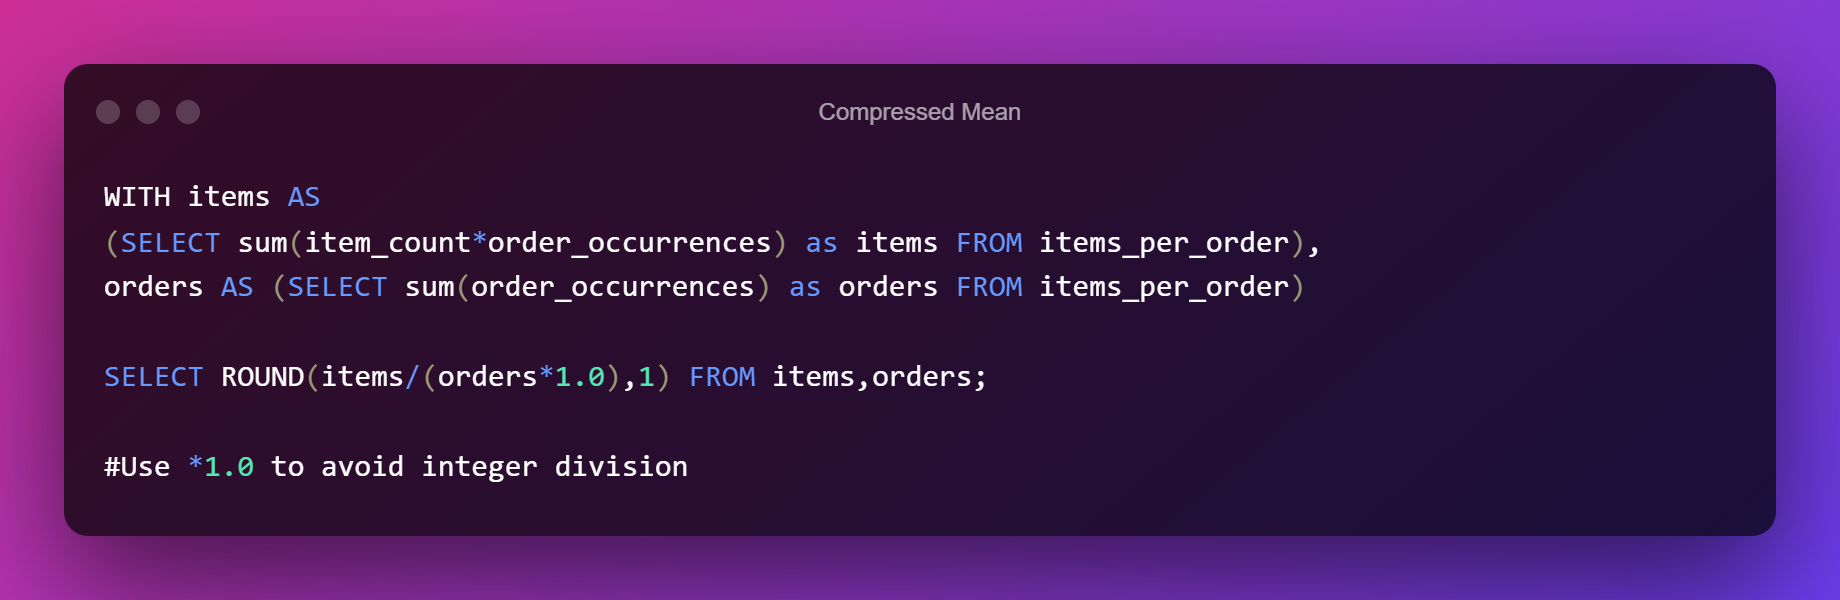 Compressed Mean
WITH items AS
(SELECT sum(item_count*order_occurrences) as items FROM items_per_order),
orders AS (SELECT sum(order_occurrences) as orders FROM items_per_order)
SELECT ROUND(items/(orders*1.0),1) FROM items,orders;
#Use *1.0 to avoid integer division